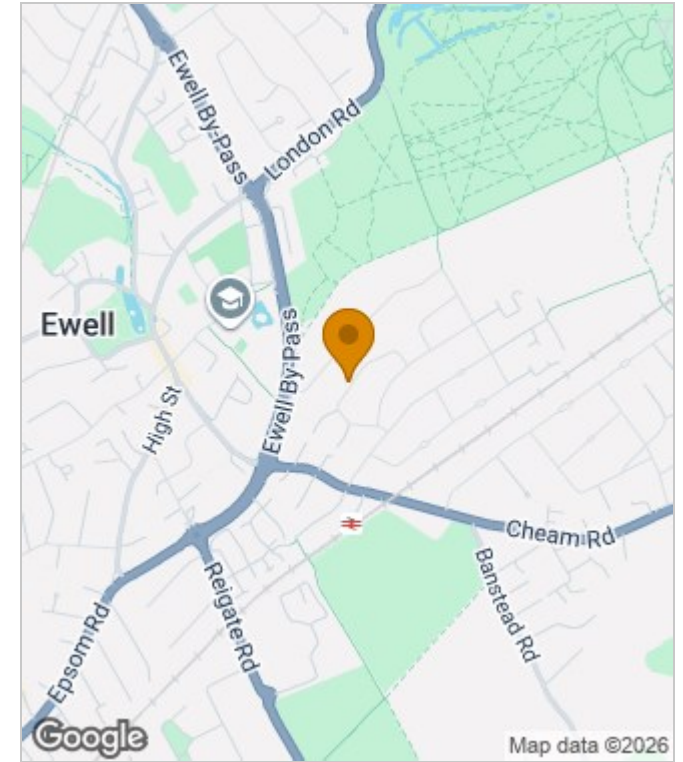 Ewell By-Pass
London Rd
Ewell
Ewell By-Pass
High St
Cheam Rd
Banstead Rd
Reigate Rd
Epsom Rd
Google
Map data ©2026